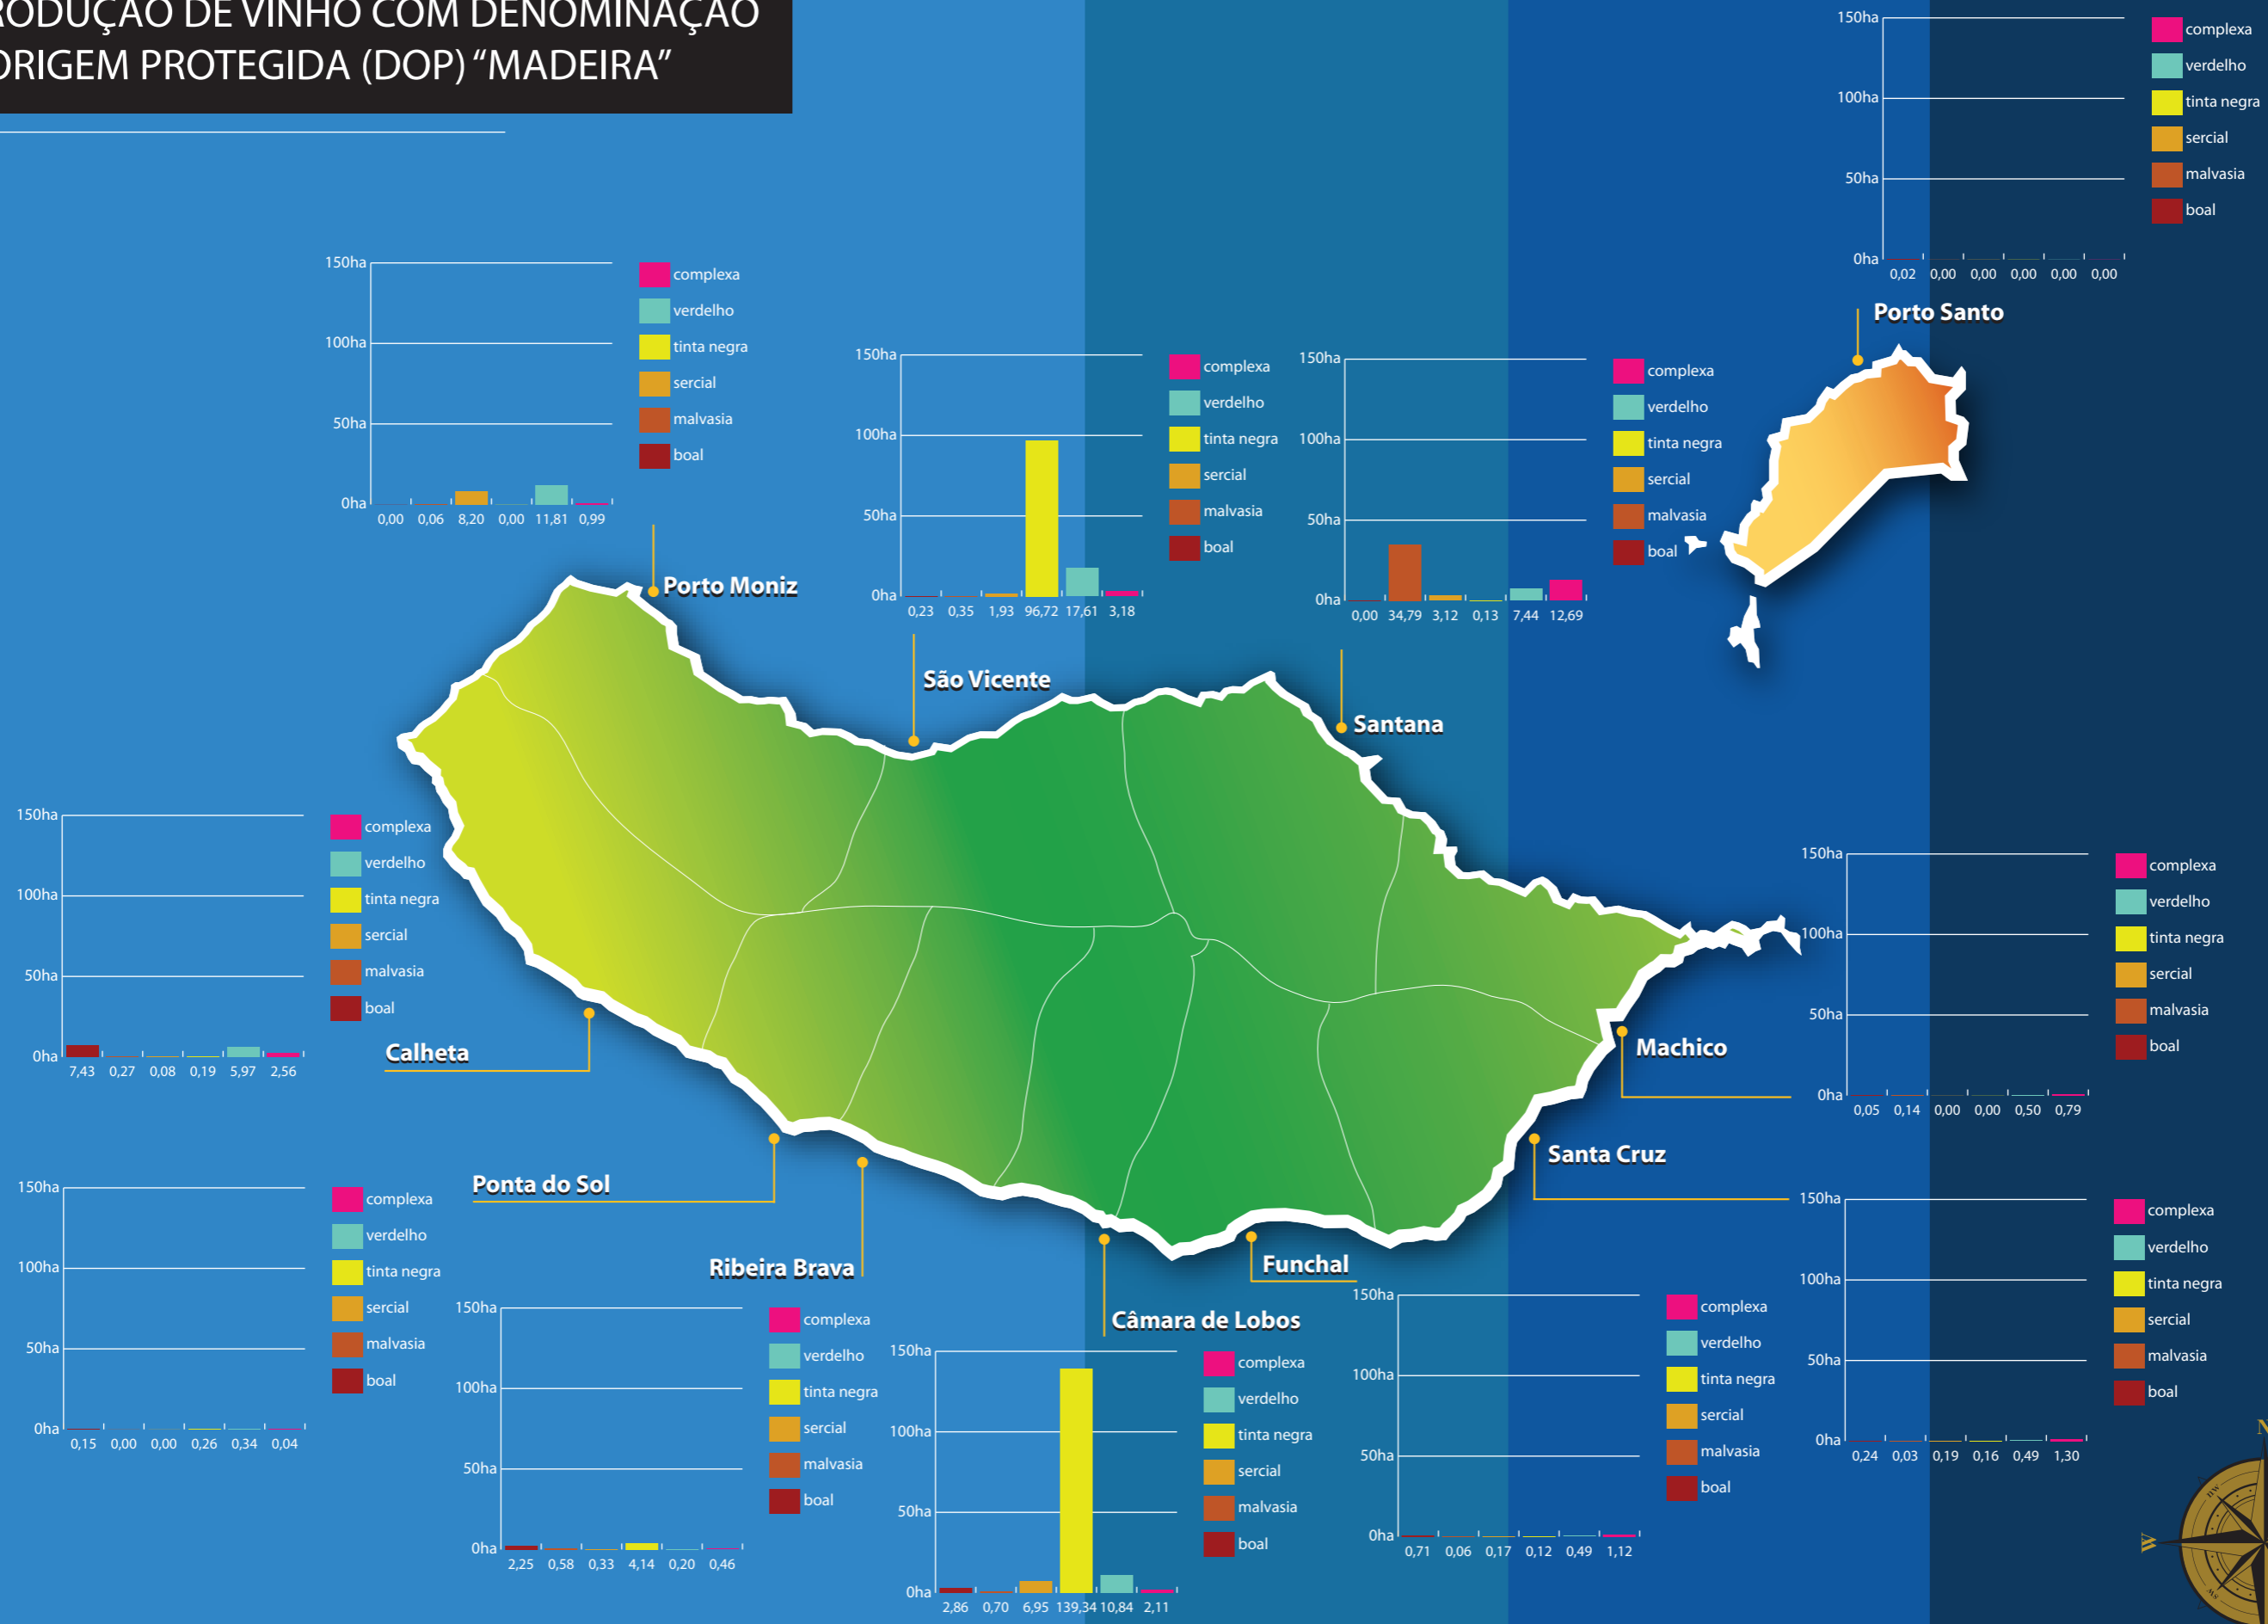 RODUÇÃO DE VINHO COM DENOMINAÇÃO
ORIGEM PROTEGIDA (DOP) “MADEIRA”
150ha
100ha
50ha
0ha
0,02 0,00 0,00 0,00 0,00 0,00
complexa
verdelho
tinta negra
sercial
malvasia
boal
Porto Santo
150ha
100ha
50ha
0ha
0,00 0,06 8,20 0,00 11,81 0,99
complexa
verdelho
tinta negra
sercial
malvasia
boal
Porto Moniz
150ha
100ha
50ha
0ha
0,23 0,35 1,93 96,72 17,61 3,18
complexa
verdelho
tinta negra
sercial
malvasia
boal
São Vicente
150ha
100ha
50ha
0ha
0,00 34,79 3,12 0,13 7,44 12,69
complexa
verdelho
tinta negra
sercial
malvasia
boal
Santana
150ha
100ha
50ha
0ha
7,43 0,27 0,08 0,19 5,97 2,56
complexa
verdelho
tinta negra
sercial
malvasia
boal
Calheta
150ha
100ha
50ha
0ha
0,05 0,14 0,00 0,00 0,50 0,79
complexa
verdelho
tinta negra
sercial
malvasia
boal
Machico
150ha
100ha
50ha
0ha
0,15 0,00 0,00 0,26 0,34 0,04
complexa
verdelho
tinta negra
sercial
malvasia
boal
Ponta do Sol
Ribeira Brava
150ha
100ha
50ha
0ha
2,25 0,58 0,33 4,14 0,20 0,46
complexa
verdelho
tinta negra
sercial
malvasia
boal
Câmara de Lobos
150ha
100ha
50ha
0ha
2,86 0,70 6,95 139,34 10,84 2,11
complexa
verdelho
tinta negra
sercial
malvasia
boal
Funchal
150ha
100ha
50ha
0ha
0,71 0,06 0,17 0,12 0,49 1,12
complexa
verdelho
tinta negra
sercial
malvasia
boal
Santa Cruz
150ha
100ha
50ha
0ha
0,24 0,03 0,19 0,16 0,49 1,30
complexa
verdelho
tinta negra
sercial
malvasia
boal
N
NW
W
SW